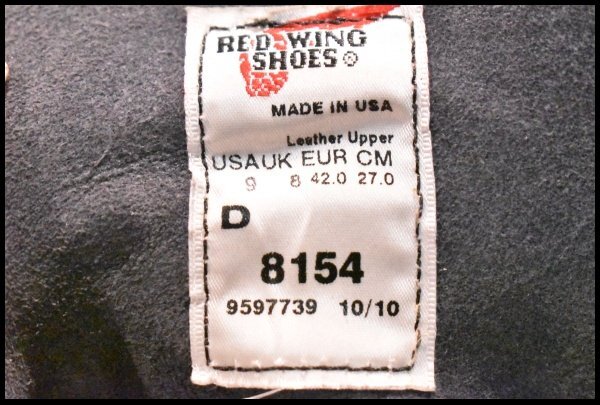 RED WING
SHOES®
MADE IN USA
Leather Upper
USA UK EUR CM
9 8 42.0 27.0
D
8154
9597739 10/10